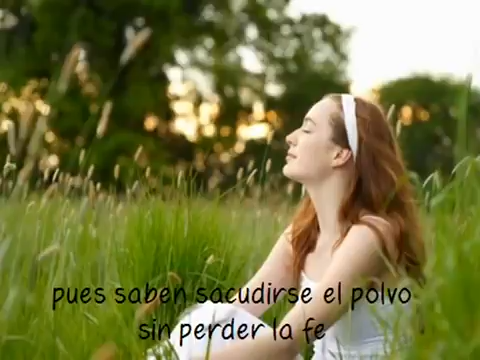 pues saben sacudirse el polvo
sin perder la fe